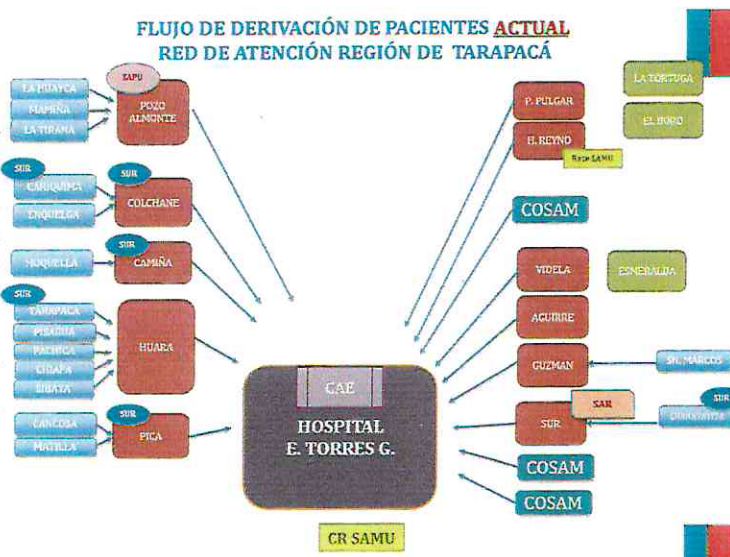 FLUJO DE DERIVACIÓN DE PACIENTES ACTUAL
RED DE ATENCIÓN REGIÓN DE TARAPACÁ
SAPU
LA HUAYCA
MAMIÑA
LA TIRANA
POZO
ALMONTE
SUR
CARIQUIMA
ENQUELGA
SUR
COLCHANE
MOQUELLA
SUR
CAMIÑA
SUR
TARAPACA
PISAGUA
PACHICA
CHIAPA
SIBAYA
HUARA
CANCOSA
MATILLA
SUR
PICA
CAE
HOSPITAL
E. TORRES G.
CR SAMU
P. PULGAR
H. REYNO
Base SAMU
LA TORTUGA
EL BORO
COSAM
VIDELA
ESMERALDA
AGUIRRE
GUZMAN
SN. MARCOS
SUR
SAR
SUR
COSAM
COSAM